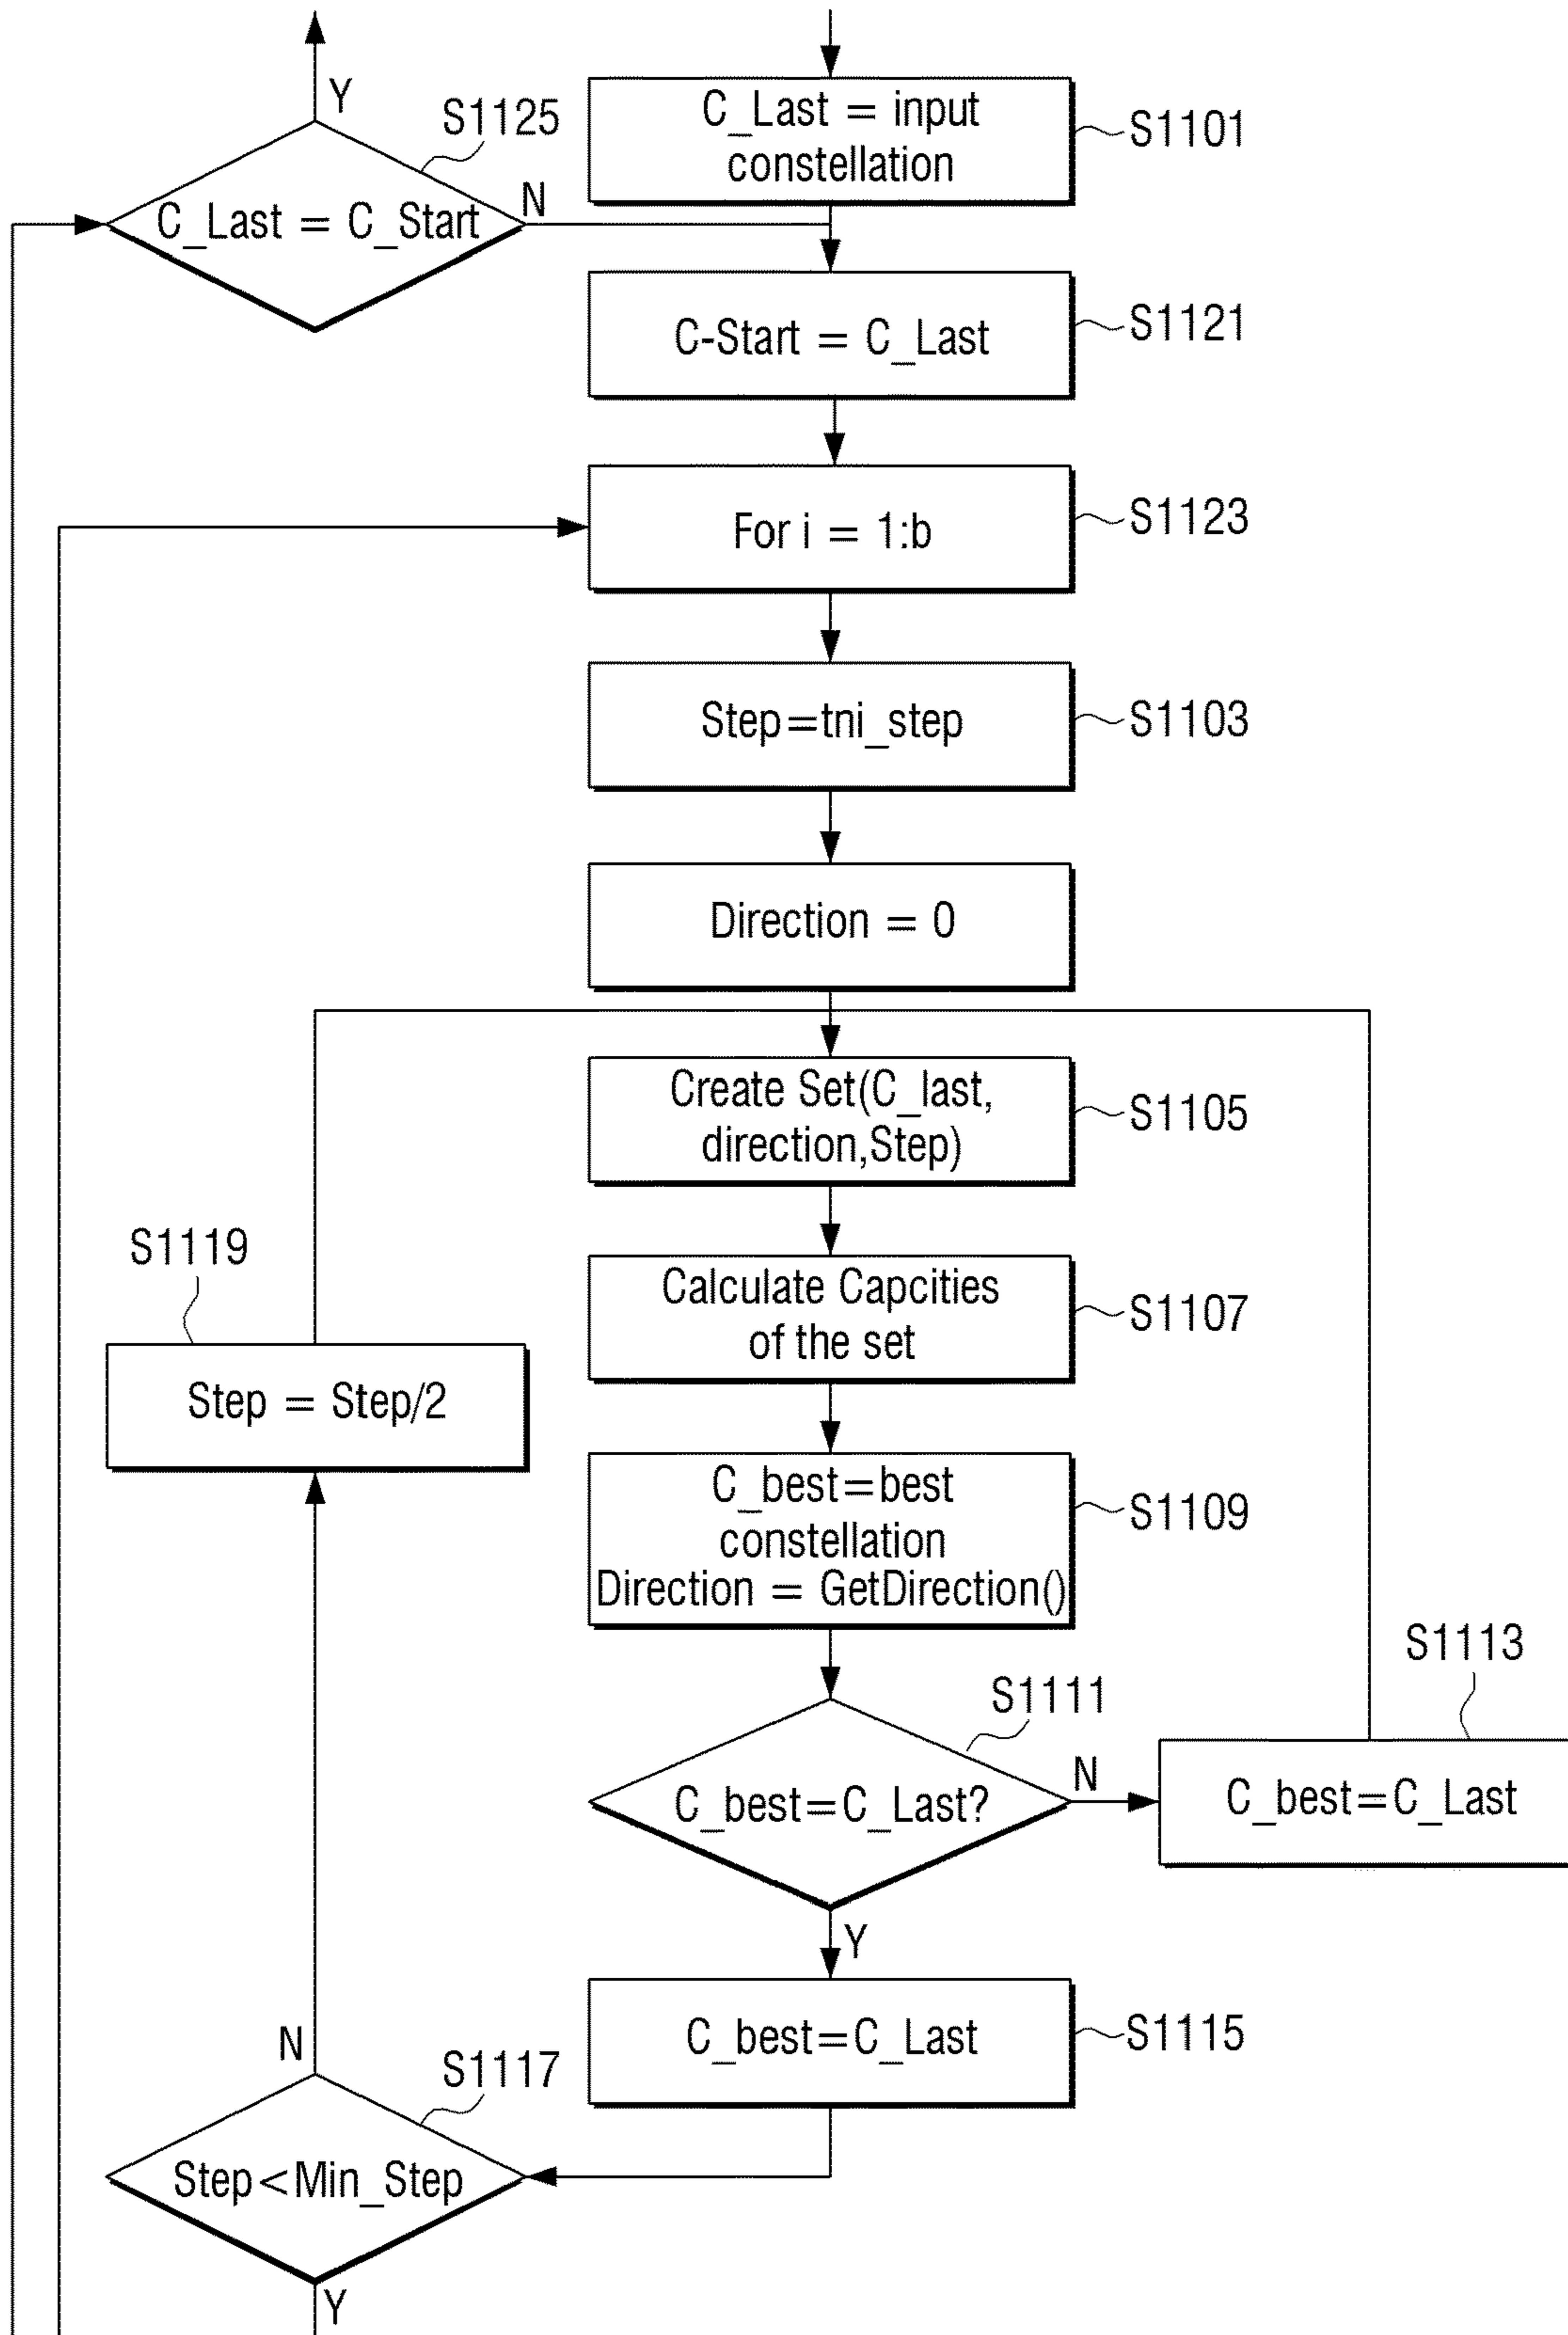 Y
S1125
C_Last = C_Start
N
C_Last = input
constellation
S1101
C-Start = C_Last
S1121
For i = 1:b
S1123
Step=tni_step
S1103
Direction = 0
Create Set(C_last,
direction,Step)
S1105
Calculate Capcities
of the set
S1107
S1119
Step = Step/2
C_best=best
constellation
Direction = GetDirection()
S1109
S1111
C_best=C_Last?
N
S1113
C_best=C_Last
Y
C_best=C_Last
S1115
N
S1117
Step<Min_Step
Y